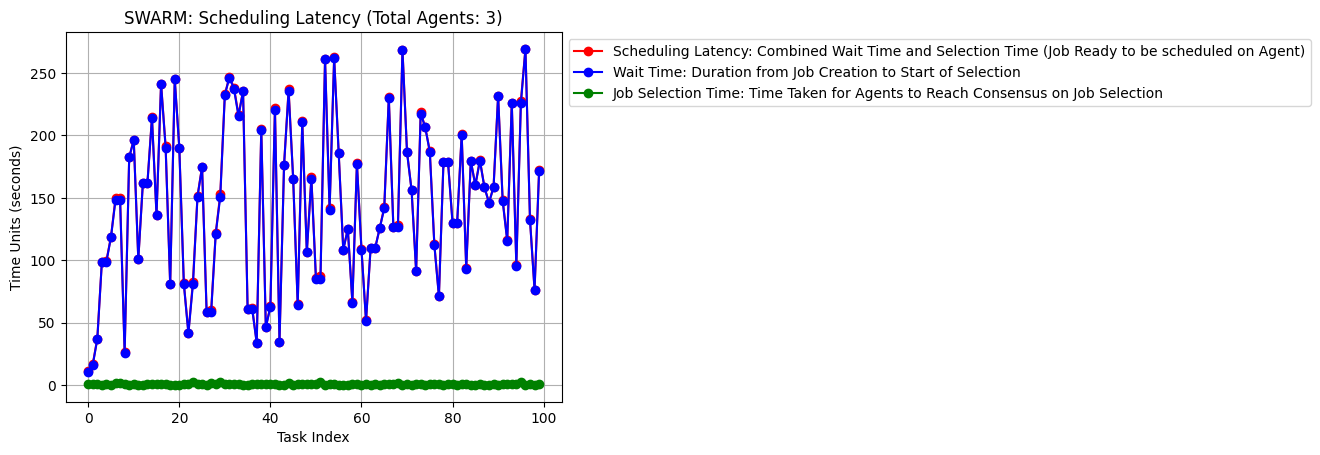 SWARM: Scheduling Latency (Total Agents: 3)
Scheduling Latency: Combined Wait Time and Selection Time (Job Ready to be scheduled on Agent)
Wait Time: Duration from Job Creation to Start of Selection
Job Selection Time: Time Taken for Agents to Reach Consensus on Job Selection
Time Units (seconds)
250
200
150
100
50
0
0 20 40 60 80 100
Task Index